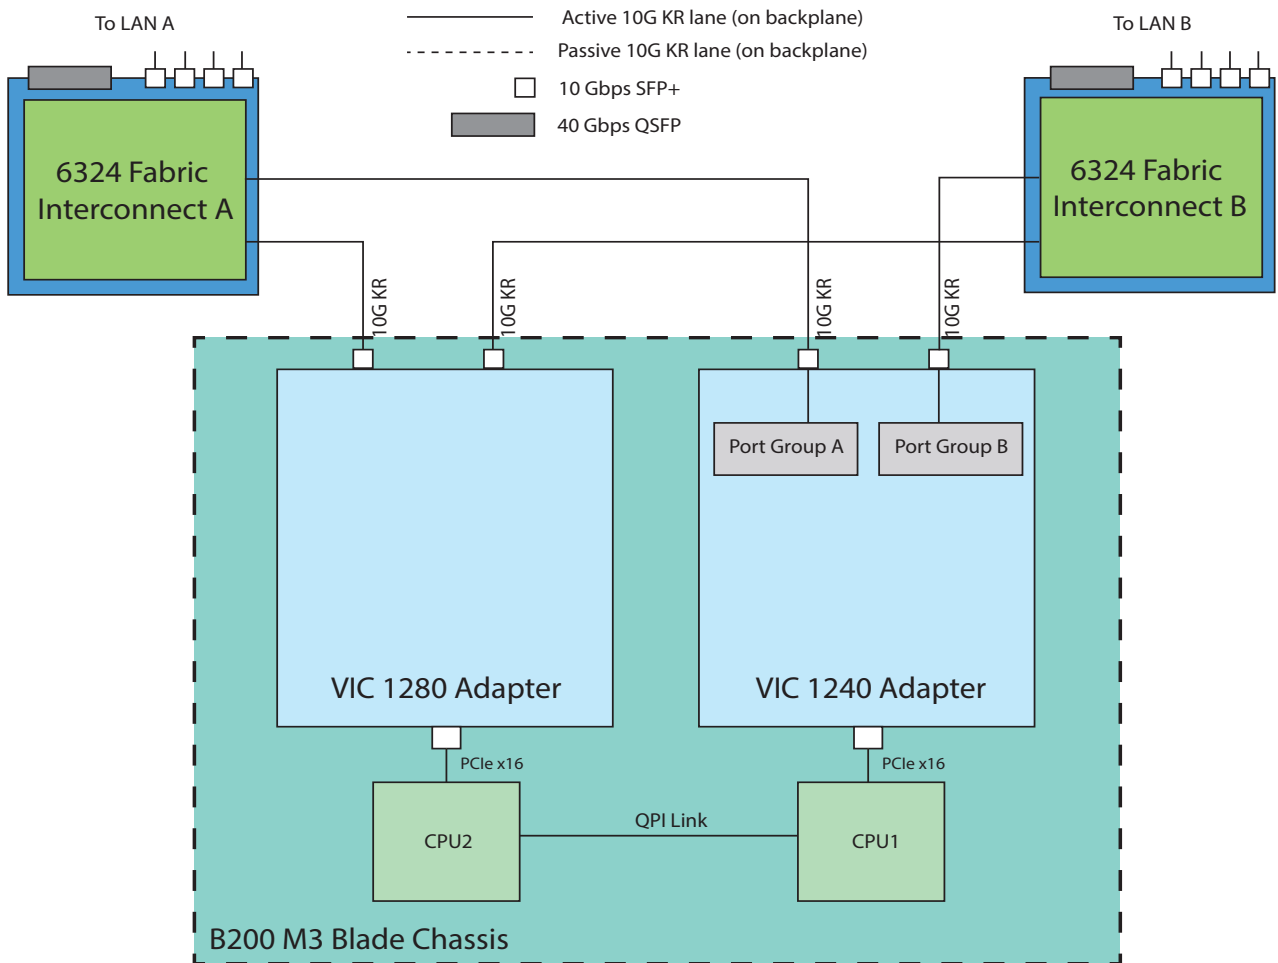 To LAN A
Active 10G KR lane (on backplane)
To LAN B
Passive 10G KR lane (on backplane)
10 Gbps SFP+
40 Gbps QSFP
6324 Fabric
Interconnect A
6324 Fabric
Interconnect B
10G KR
10G KR
10G KR
10G KR
Port Group A
Port Group B
VIC 1280 Adapter
VIC 1240 Adapter
PCIe x16
PCIe x16
QPI Link
CPU2
CPU1
B200 M3 Blade Chassis